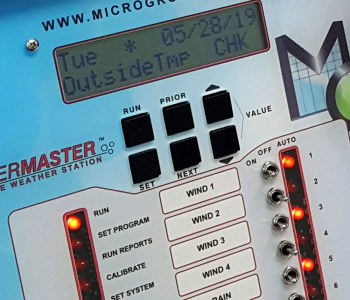 WWW.MICROGRO
Tue * 05/28/19
OutsideTmp CHK
RUN PRIOR
VALUE
SET NEXT
ERMASTER™
E WEATHER STATION
ON OFF AUTO
RUN
SET PROGRAM
RUN REPORTS
CALIBRATE
SET SYSTEM
WIND 1
WIND 2
WIND 3
WIND 4
RAIN
1
2
3
4
5
6
M